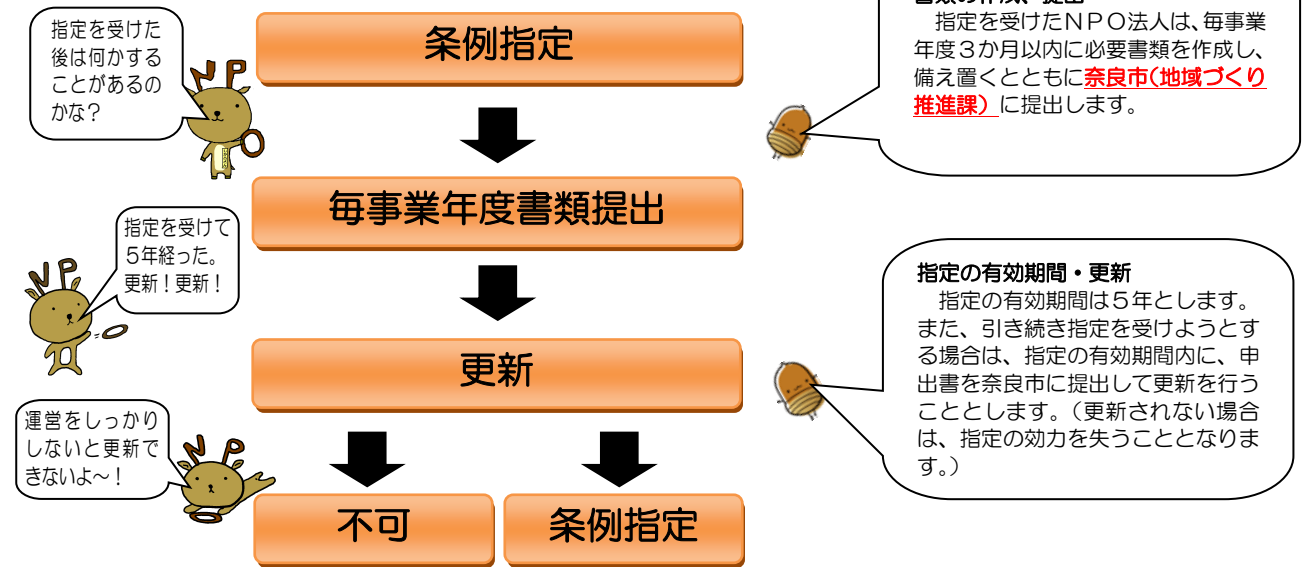 指定を受けた
後は何かする
ことがあるの
かな？
条例指定
書類の作成、提出
　指定を受けたＮＰＯ法人は、毎事業
年度３か月以内に必要書類を作成し、
備え置くとともに奈良市（地域づくり
推進課）に提出します。
毎事業年度書類提出
指定を受けて
５年経った。
更新！更新！
更新
指定の有効期間・更新
　指定の有効期間は５年とします。
また、引き続き指定を受けようとす
る場合は、指定の有効期間内に、申
出書を奈良市に提出して更新を行う
こととします。（更新されない場合
は、指定の効力を失うこととなりま
す。）
運営をしっかり
しないと更新で
きないよ～！
不可
条例指定
NP
NP
NP